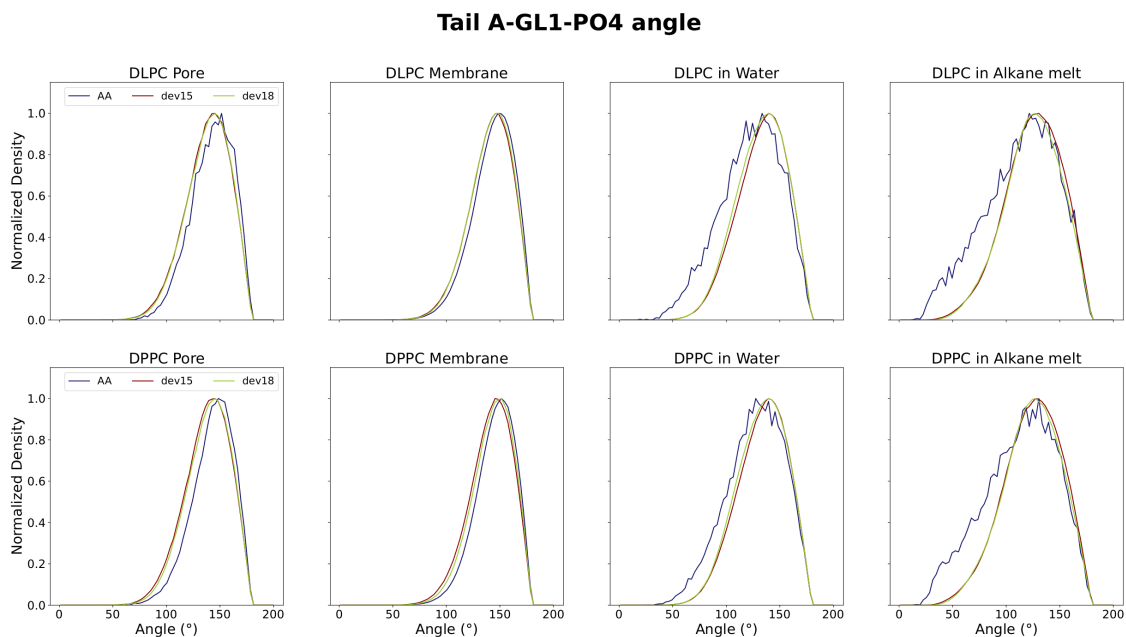 Tail A-GL1-PO4 angle
DLPC Pore
DLPC Membrane
DLPC in Water
DLPC in Alkane melt
AA
dev15
dev18
Normalized Density
1.0
0.8
0.6
0.4
0.2
0.0
DPPC Pore
DPPC Membrane
DPPC in Water
DPPC in Alkane melt
AA
dev15
dev18
Normalized Density
1.0
0.8
0.6
0.4
0.2
0.0
0 50 100 150 200
0 50 100 150 200
0 50 100 150 200
0 50 100 150 200
Angle (°)
Angle (°)
Angle (°)
Angle (°)